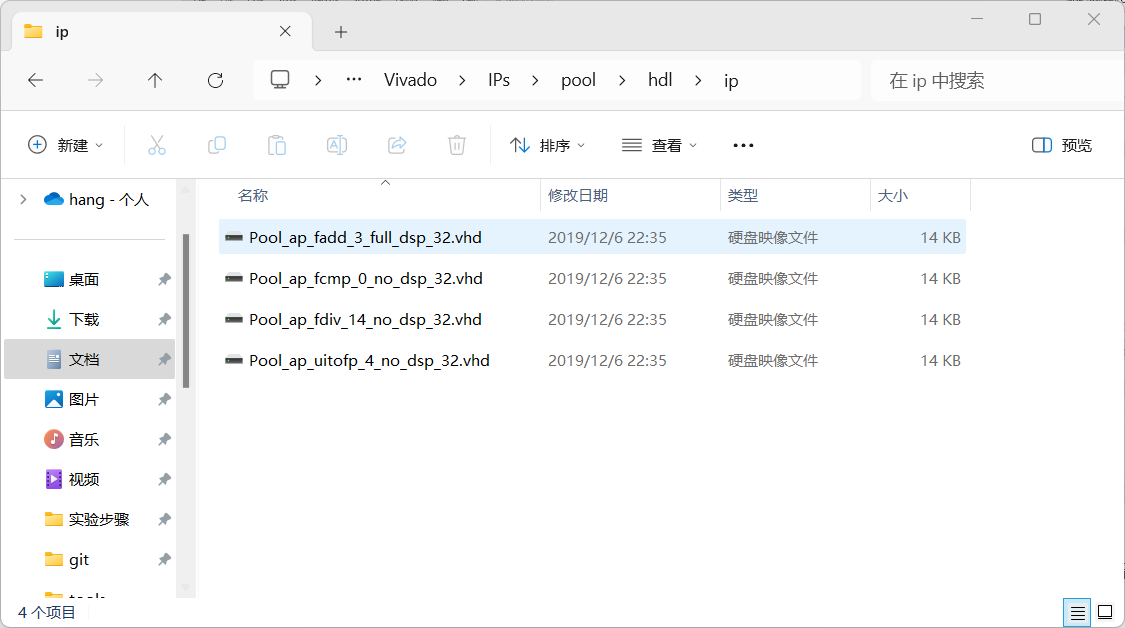 ip
Vivado IPs pool hdl ip
在 ip 中搜索
新建 排序 查看 预览
hang - 个人
桌面
下载
文档
图片
音乐
视频
实验步骤
git
名称 修改日期 类型 大小
Pool_ap_fadd_3_full_dsp_32.vhd 2019/12/6 22:35 硬盘映像文件 14 KB
Pool_ap_fcmp_0_no_dsp_32.vhd 2019/12/6 22:35 硬盘映像文件 14 KB
Pool_ap_fdiv_14_no_dsp_32.vhd 2019/12/6 22:35 硬盘映像文件 14 KB
Pool_ap_uitofp_4_no_dsp_32.vhd 2019/12/6 22:35 硬盘映像文件 14 KB
4 个项目